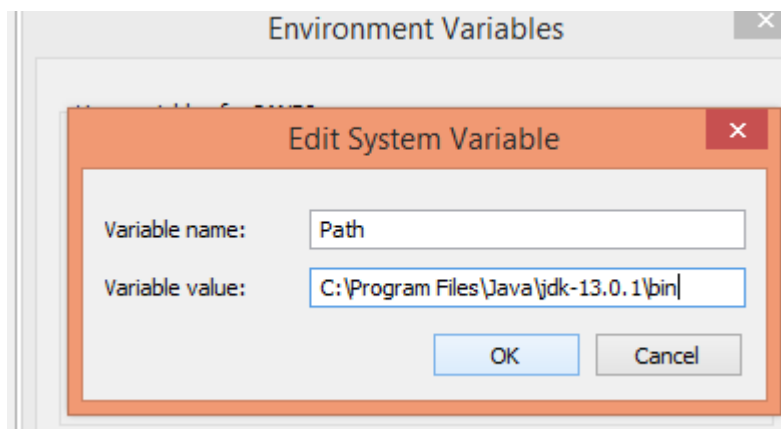 Environment Variables
Edit System Variable
Variable name: Path
Variable value: C:\Program Files\Java\jdk-13.0.1\bin
OK Cancel